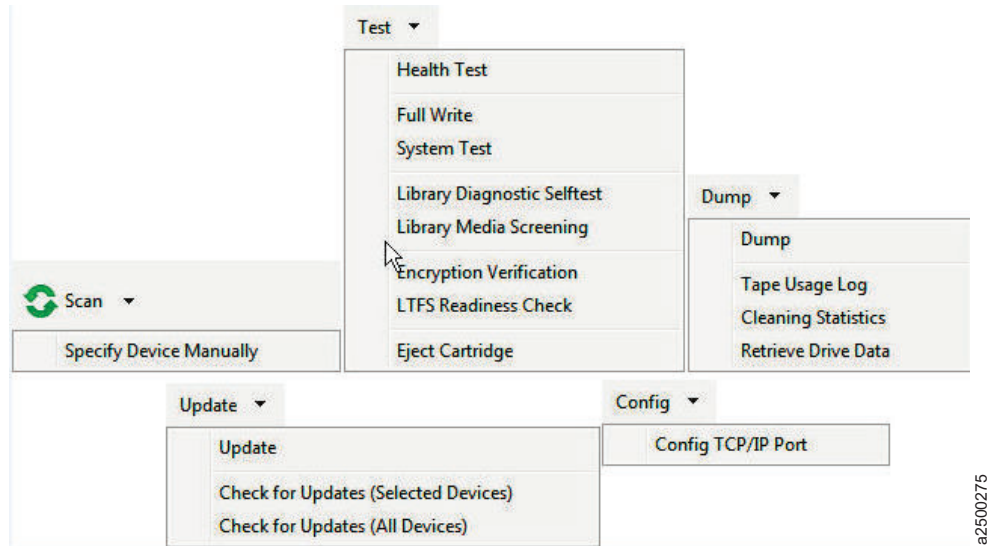 Test
Health Test
Full Write
System Test
Library Diagnostic Selftest
Library Media Screening
Encryption Verification
LTFS Readiness Check
Eject Cartridge
Dump
Dump
Tape Usage Log
Cleaning Statistics
Retrieve Drive Data
Scan
Specify Device Manually
Update
Update
Check for Updates (Selected Devices)
Check for Updates (All Devices)
Config
Config TCP/IP Port
a2500275